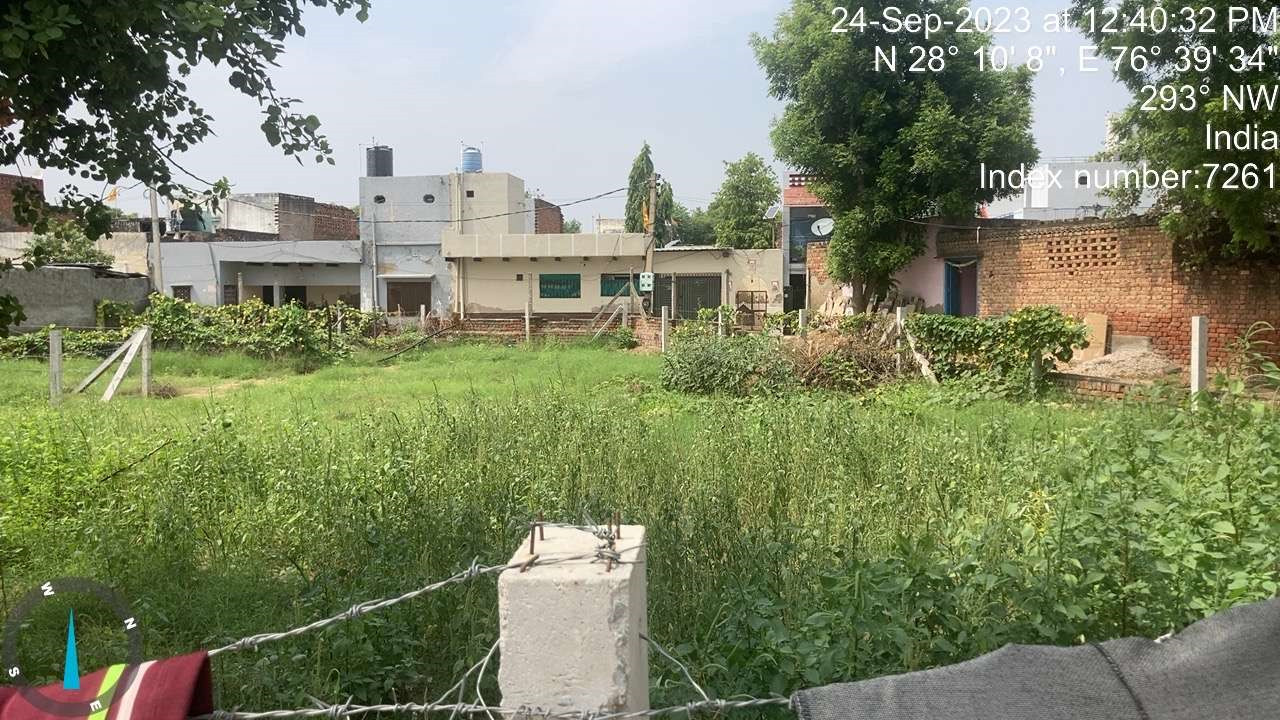 24-Sep-2023 at 12:40:32 PM
N 28° 10' 8", E 76° 39' 34"
293° NW
India
Index number:7261
W
N
S
E